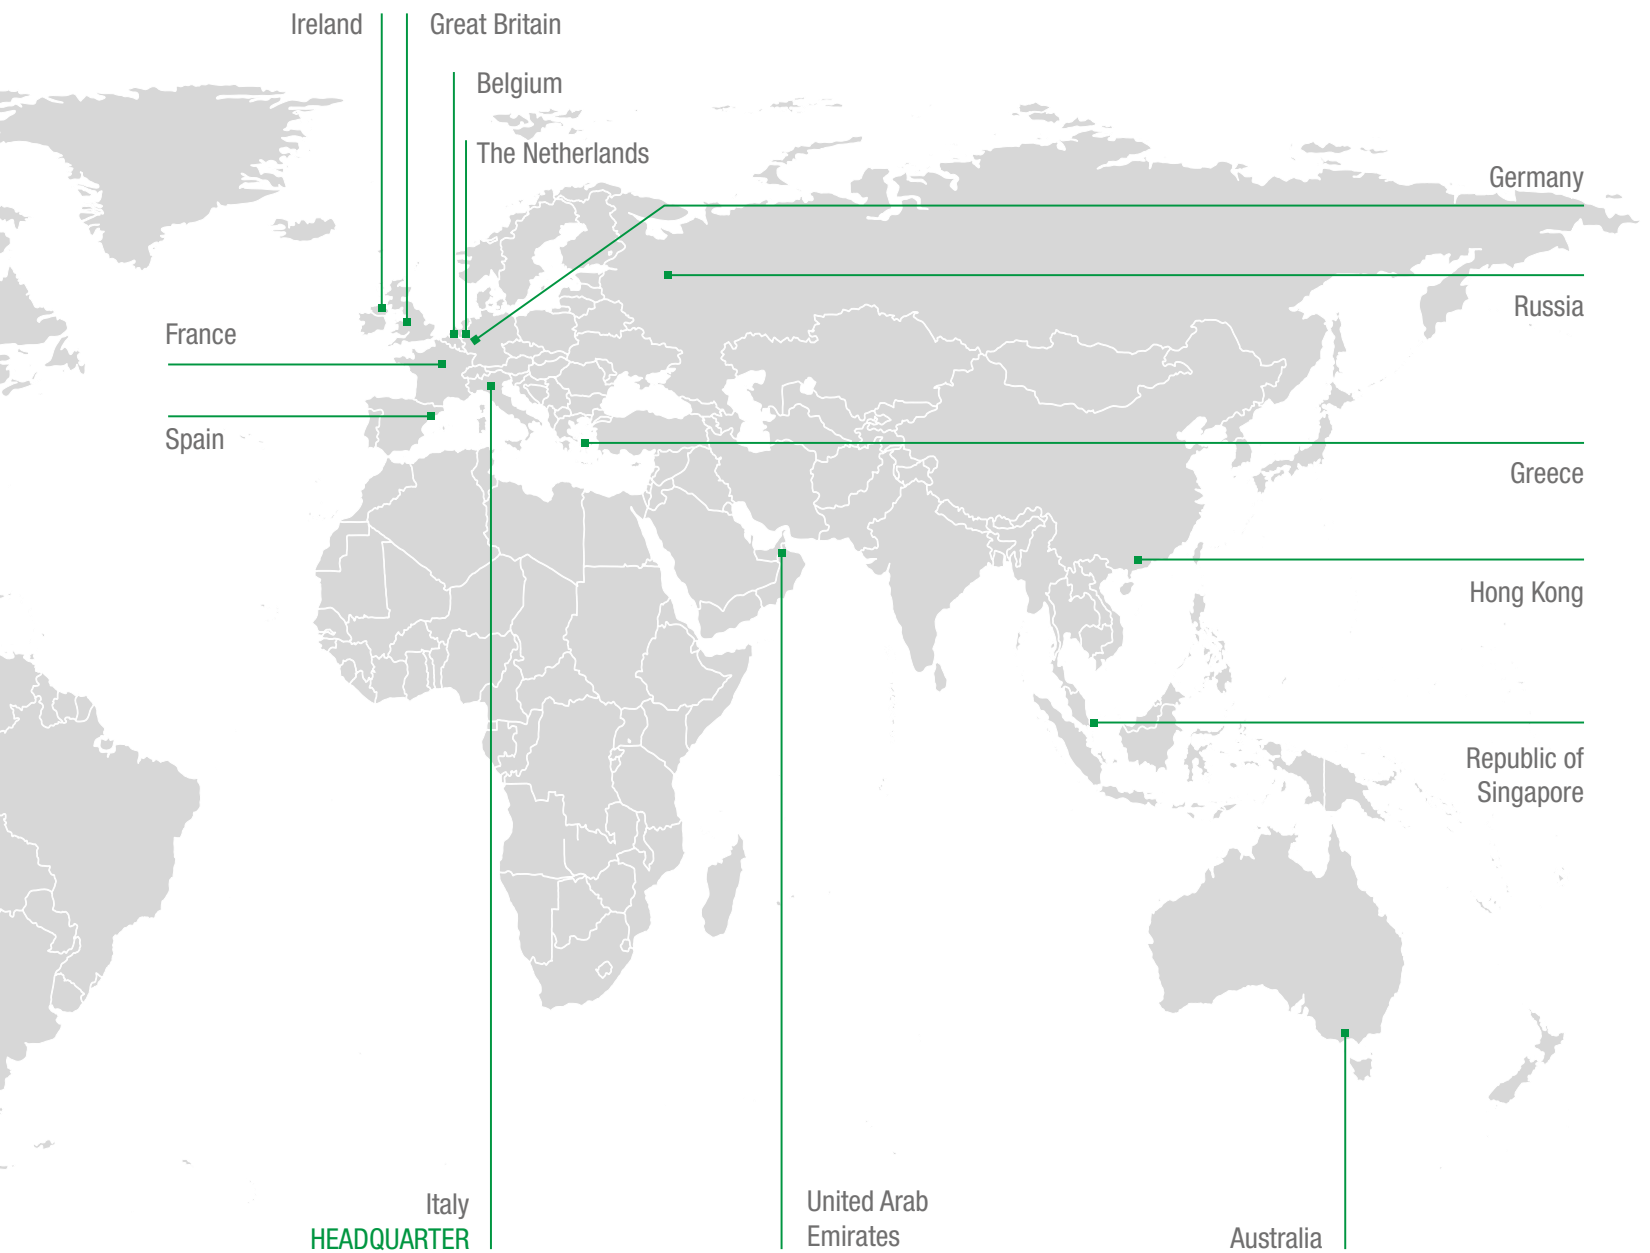 Ireland
Great Britain
Belgium
The Netherlands
Germany
Russia
France
Spain
Greece
Hong Kong
Republic of
Singapore
Italy
HEADQUARTER
United Arab
Emirates
Australia